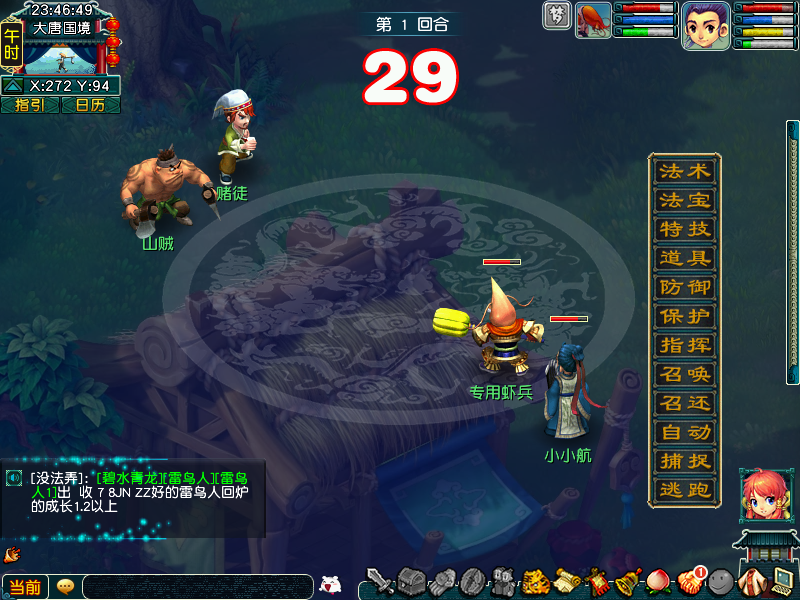 23:46:49
午时
大唐国境
X:272 Y:94
指引 日历
第 1 回合
29
梦
赌徒
山贼
专用虾兵
小小航
法术
法宝
特技
道具
防御
保护
指挥
召唤
召还
自动
捕捉
逃跑
[没法弄]: [碧水青龙][雷鸟人][雷鸟
人1]出 收 7 8JN ZZ好的雷鸟人回炉
的成长1.2以上
当前
1